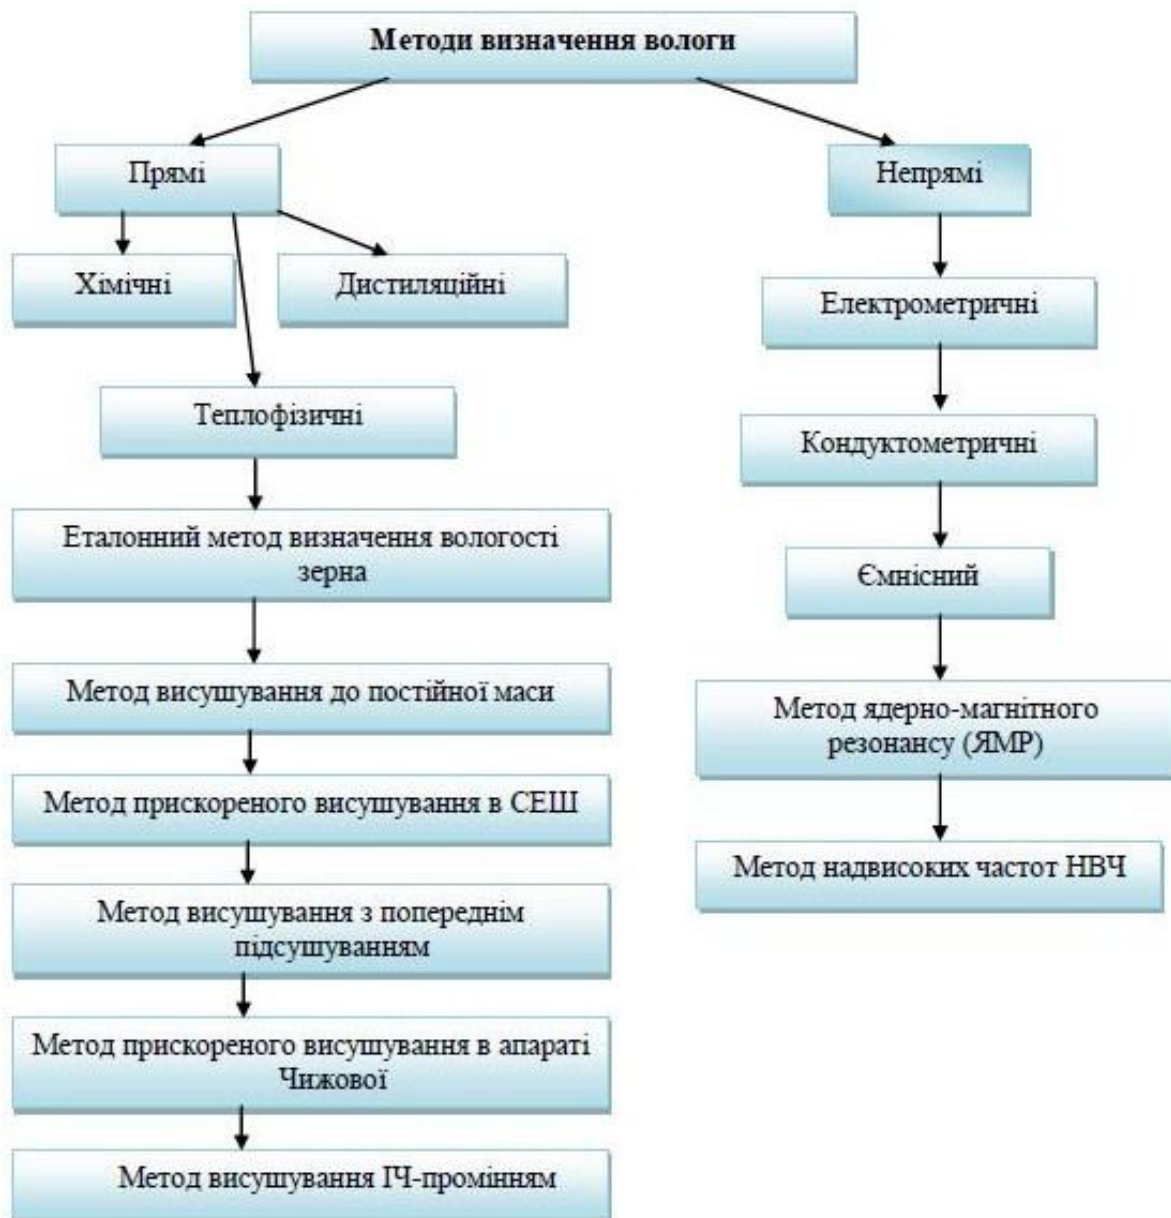 Методи визначення вологи
Прямі
Непрямі
Хімічні
Дистиляційні
Електрометричні
Теплофізичні
Кондуктометричні
Еталонний метод визначення вологості
зерна
Ємнісний
Метод висушування до постійної маси
Метод ядерно-магнітного
резонансу (ЯМР)
Метод прискореного висушування в СЕШ
Метод надвисоких частот НВЧ
Метод висушування з попереднім
підсушуванням
Метод прискореного висушування в апараті
Чижової
Метод висушування ІЧ-промінням